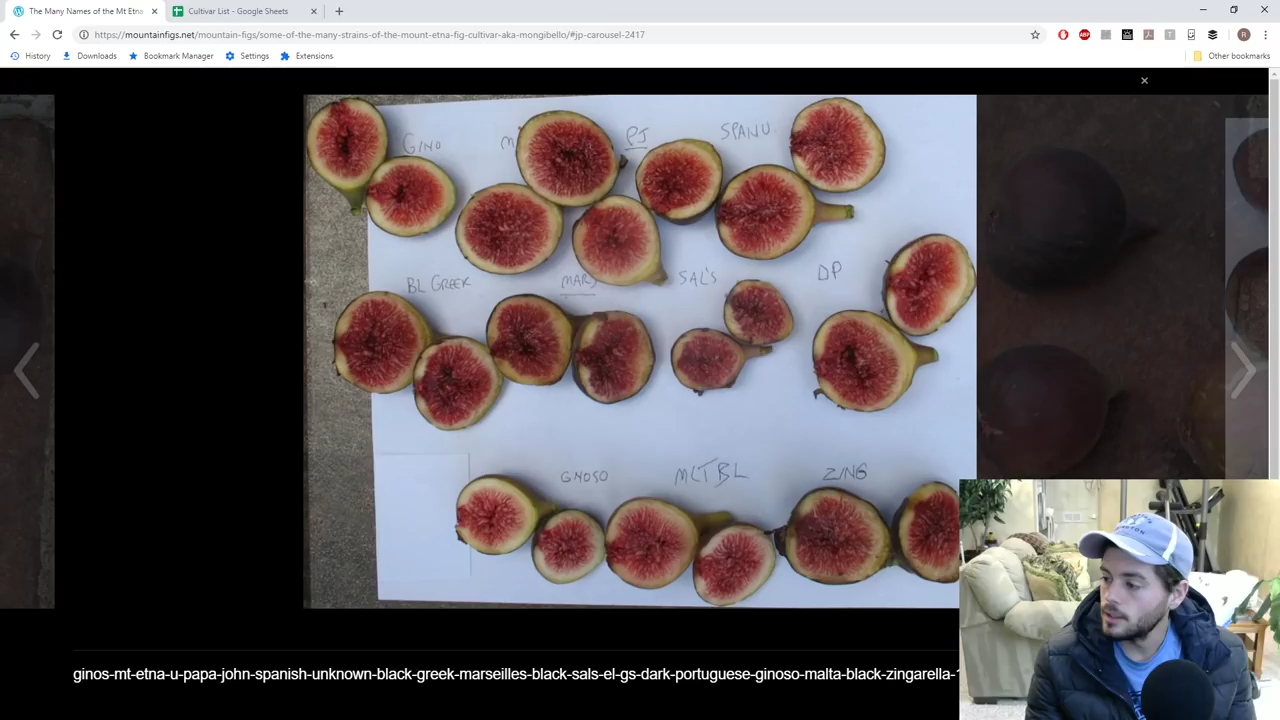 The Many Names of the Mt Etna
Cultivar List - Google Sheets
https://mountainfigs.net/mountain-figs/some-of-the-many-strains-of-the-mount-etna-fig-cultivar-aka-mongibello/#jp-carousel-2417
History Downloads Bookmark Manager Settings Extensions Other bookmarks
GINO PJ SPANU.
BL GREEK MARS SAL'S DP
GNOSO MLTBL ZING
ginos-mt-etna-u-papa-john-spanish-unknown-black-greek-marseilles-black-sals-el-gs-dark-portuguese-ginoso-malta-black-zingarella-